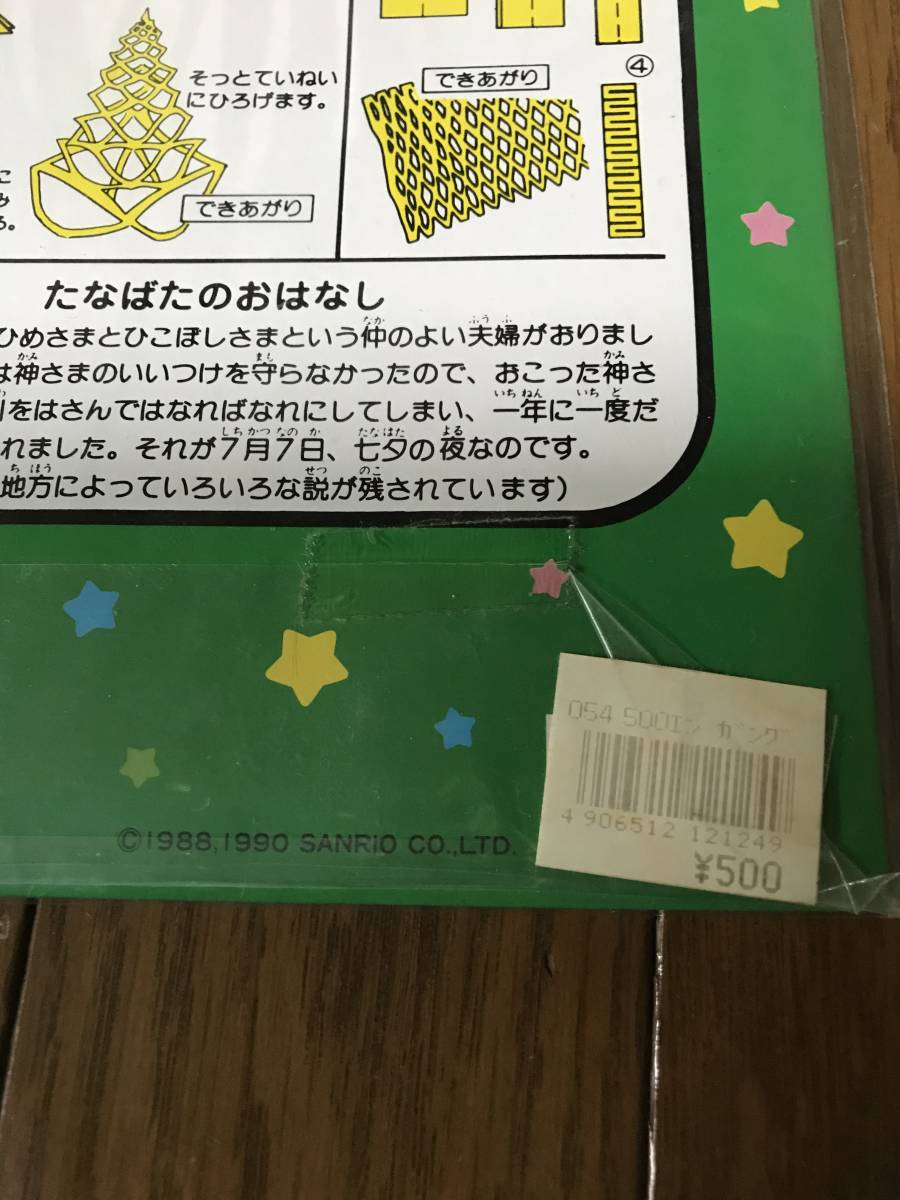 そっとていねい
にひろげます。
できあがり
こ
み
る。
④
できあがり
たなばたのおはなし
ひめさまとひこぼしさまという仲のよい夫婦がおりまし
は神さまのいいつけを守らなかったので、おこった神さ
をはさんではなればなれにしてしまい、一年に一度だ
れました。それが7月7日、七夕の夜なのです。
地方によっていろいろな説が残されています)
©1988,1990 SANRIO CO.,LTD.
054 500エン ガング
4 906512 121249
¥500